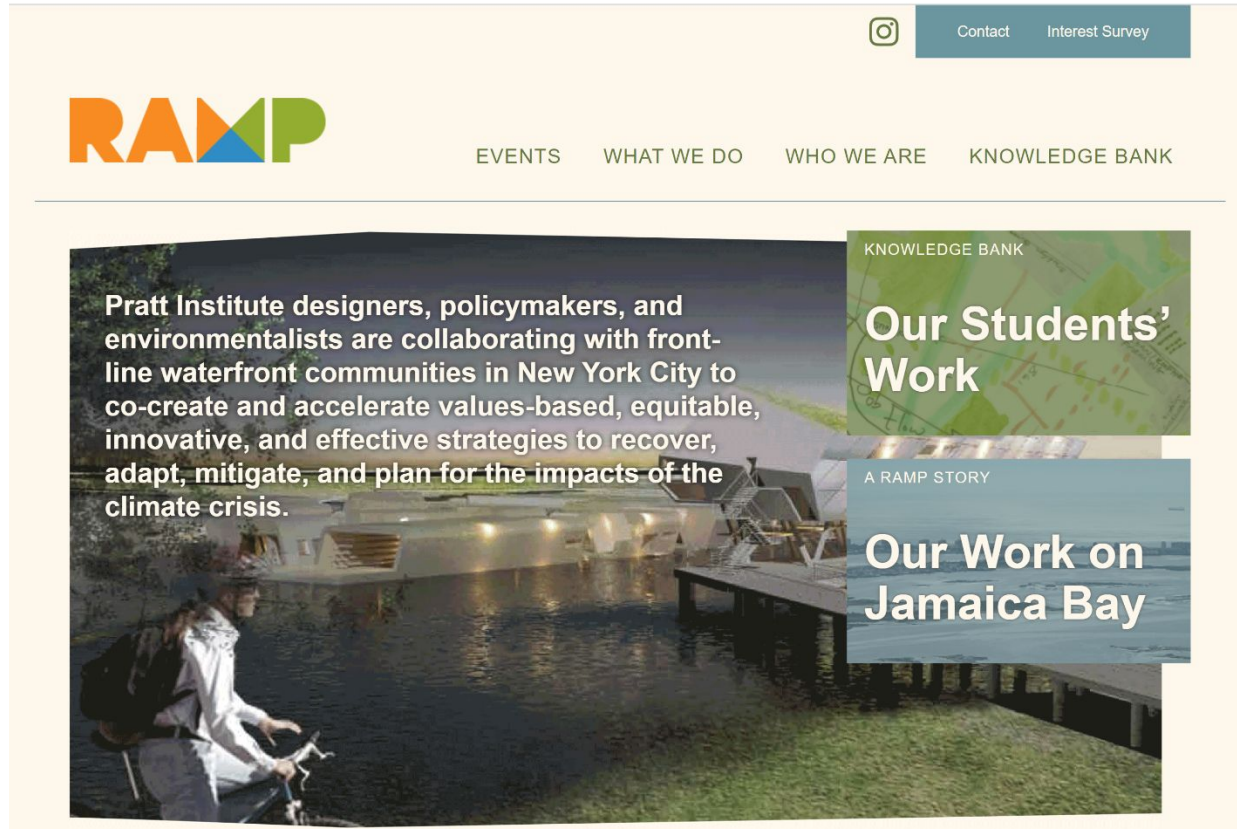 Contact Interest Survey
RAMP
EVENTS WHAT WE DO WHO WE ARE KNOWLEDGE BANK
Pratt Institute designers, policymakers, and
environmentalists are collaborating with front-
line waterfront communities in New York City to
co-create and accelerate values-based, equitable,
innovative, and effective strategies to recover,
adapt, mitigate, and plan for the impacts of the
climate crisis.
KNOWLEDGE BANK
Our Students’
Work
A RAMP STORY
Our Work on
Jamaica Bay